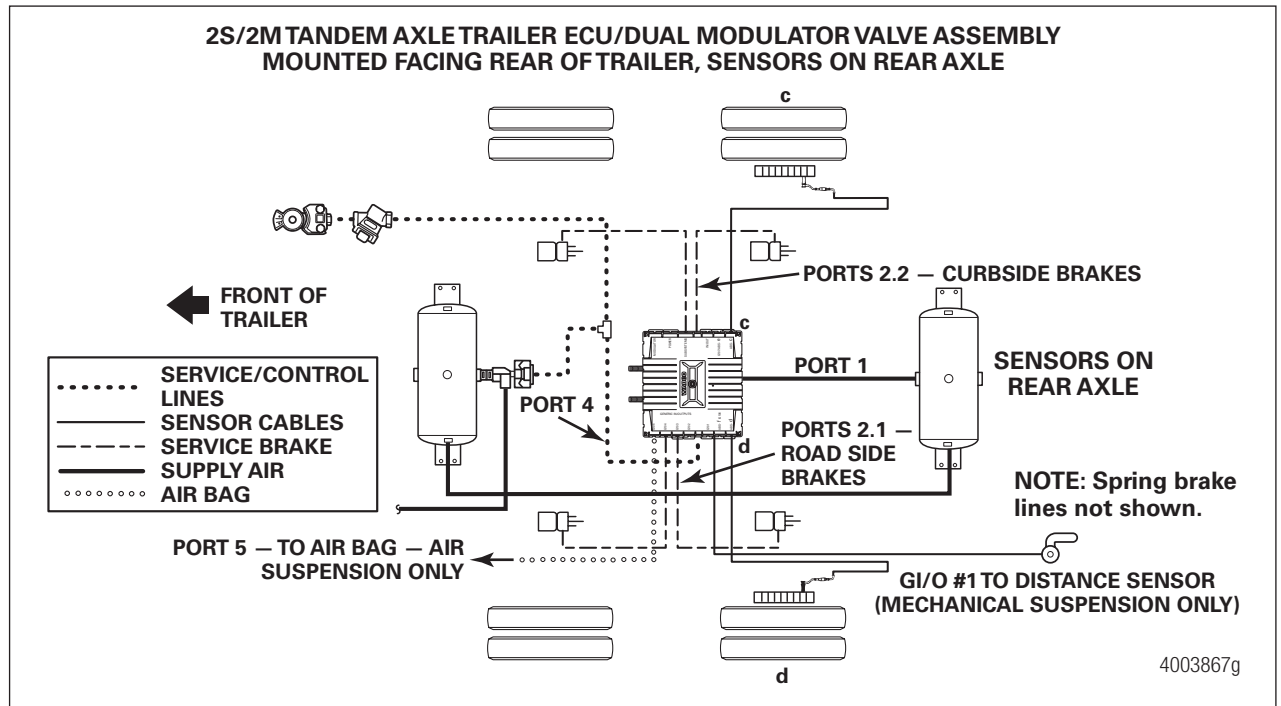 2S/2M TANDEM AXLE TRAILER ECU/DUAL MODULATOR VALVE ASSEMBLY
MOUNTED FACING REAR OF TRAILER, SENSORS ON REAR AXLE
c
PORTS 2.2 — CURBSIDE BRAKES
FRONT OF
TRAILER
c
PORT 1
SENSORS ON
REAR AXLE
SERVICE/CONTROL
LINES
SENSOR CABLES
SERVICE BRAKE
SUPPLY AIR
AIR BAG
PORT 4
d
PORTS 2.1 —
ROAD SIDE
BRAKES
NOTE: Spring brake
lines not shown.
PORT 5 — TO AIR BAG — AIR
SUSPENSION ONLY
GI/O #1 TO DISTANCE SENSOR
(MECHANICAL SUSPENSION ONLY)
d
4003867g